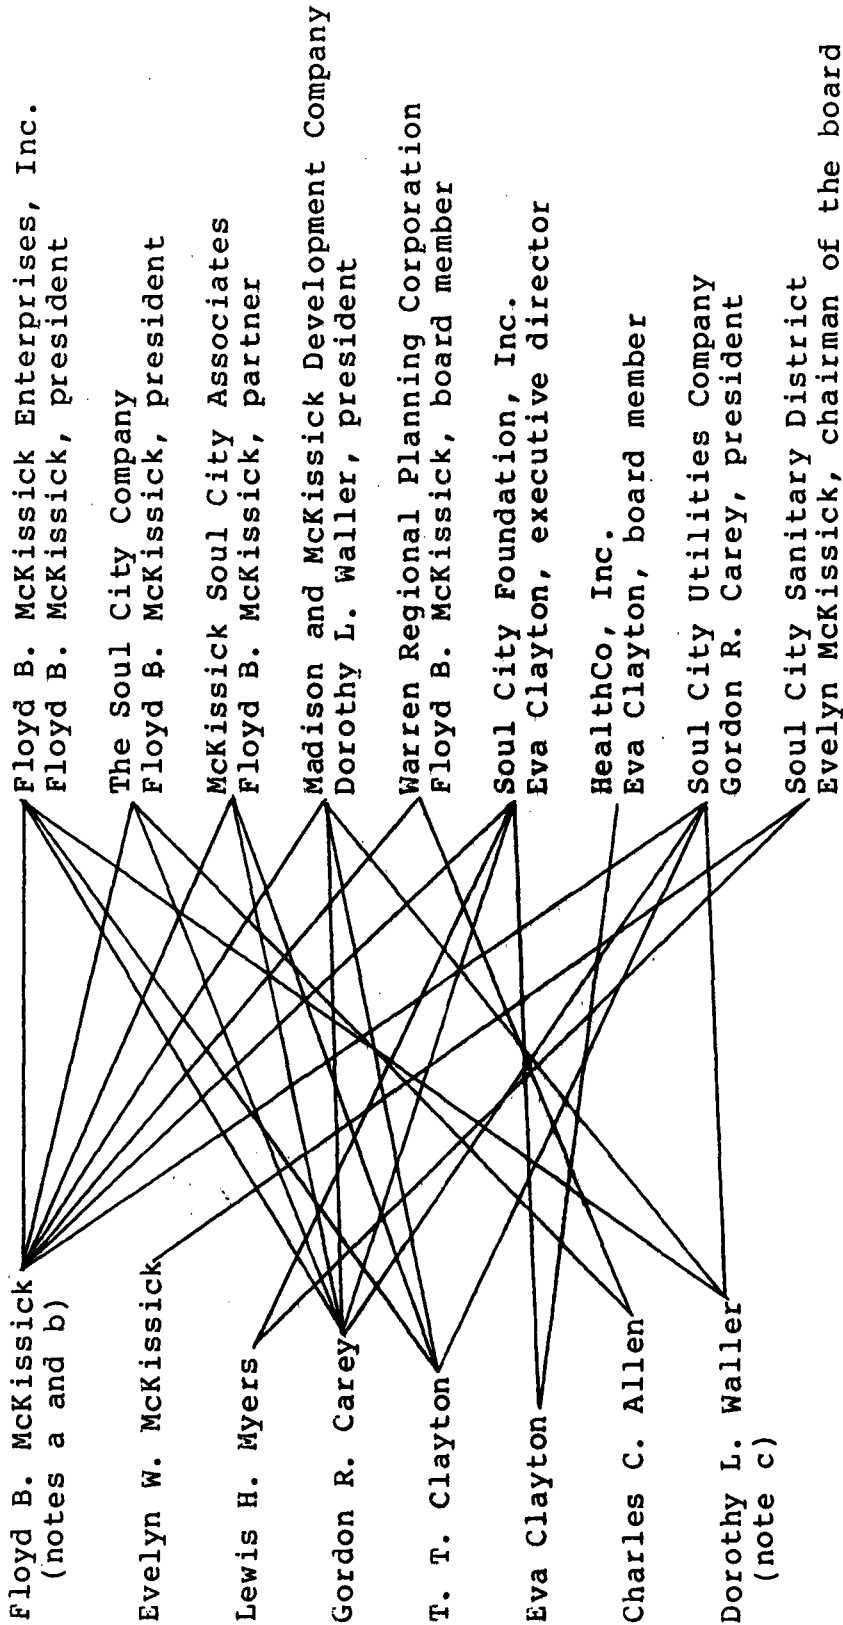 Floyd B. McKissick
(notes a and b)
Evelyn W. McKissick
Lewis H. Myers
Gordon R. Carey
T. T. Clayton
Eva Clayton
Charles C. Allen
Dorothy L. Waller
(note c)
Floyd B. McKissick Enterprises, Inc.
Floyd B. McKissick, president
The Soul City Company
Floyd B. McKissick, president
McKissick Soul City Associates
Floyd B. McKissick, partner
Madison and McKissick Development Company
Dorothy L. Waller, president
Warren Regional Planning Corporation
Floyd B. McKissick, board member
Soul City Foundation, Inc.
Eva Clayton, executive director
HealthCo, Inc.
Eva Clayton, board member
Soul City Utilities Company
Gordon R. Carey, president
Soul City Sanitary District
Evelyn McKissick, chairman of the board